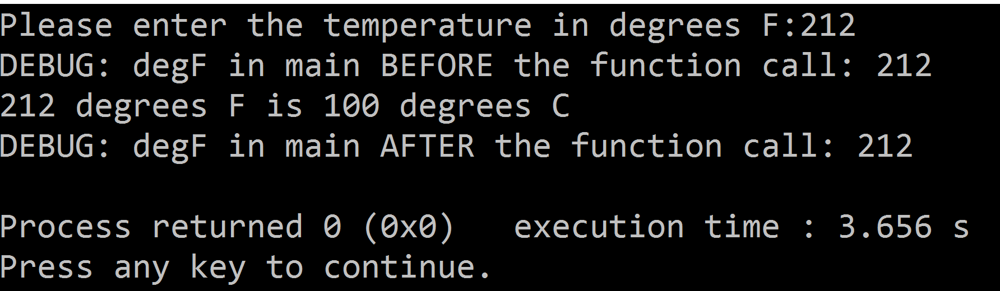 Please enter the temperature in degrees F:212
DEBUG: degF in main BEFORE the function call: 212
212 degrees F is 100 degrees C
DEBUG: degF in main AFTER the function call: 212
Process returned 0 (0x0)   execution time : 3.656 s
Press any key to continue.